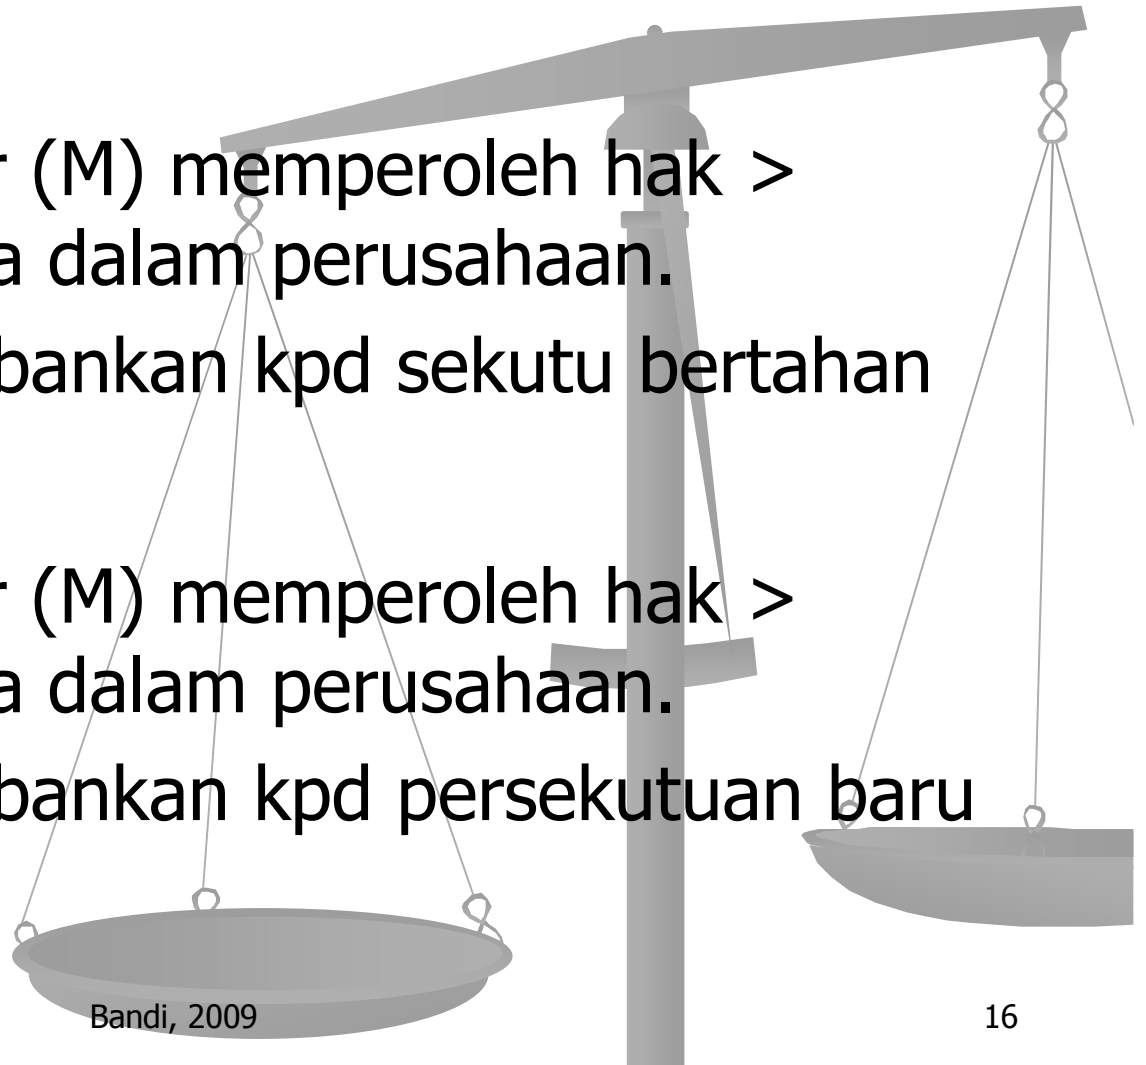 r (M) memperoleh hak >
a dalam perusahaan.
bankan kpd sekutu bertahan
r (M) memperoleh hak >
a dalam perusahaan.
bankan kpd persekutuan baru
Bandi, 2009
16